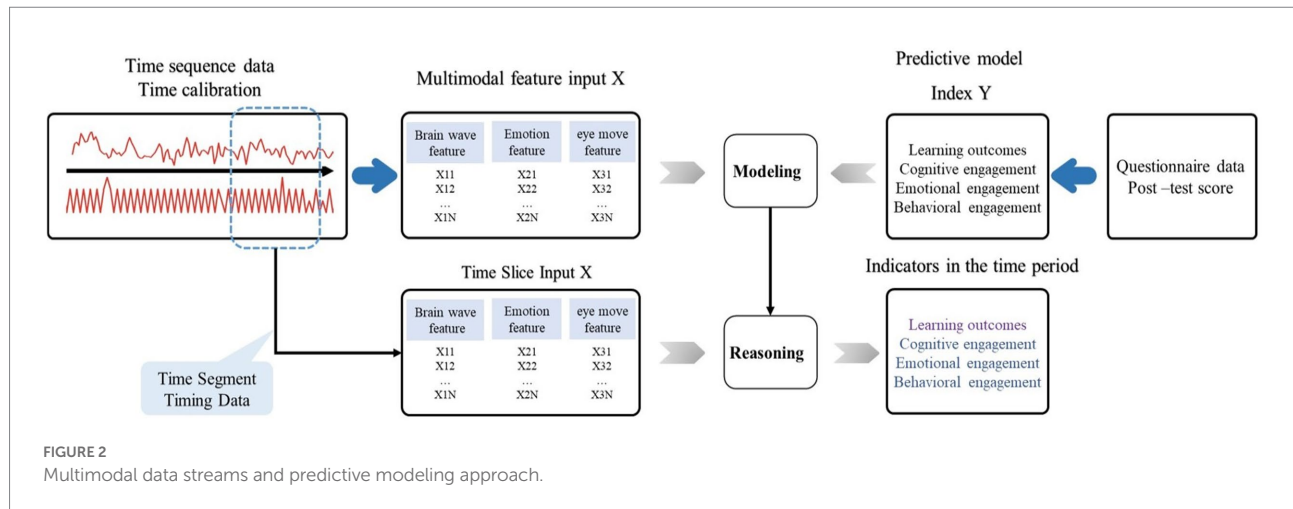 Time sequence data
Time calibration
Multimodal feature input X
Brain wave
feature
Emotion
feature
eye move
feature
X11
X21
X31
X12
X22
X32
...
...
...
X1N
X2N
X3N
Modeling
Predictive model
Index Y
Learning outcomes
Cognitive engagement
Emotional engagement
Behavioral engagement
Questionnaire data
Post –test score
Time Segment
Timing Data
Time Slice Input X
Brain wave
feature
Emotion
feature
eye move
feature
X11
X21
X31
X12
X22
X32
...
...
...
X1N
X2N
X3N
Reasoning
Indicators in the time period
Learning outcomes
Cognitive engagement
Emotional engagement
Behavioral engagement
FIGURE 2
Multimodal data streams and predictive modeling approach.